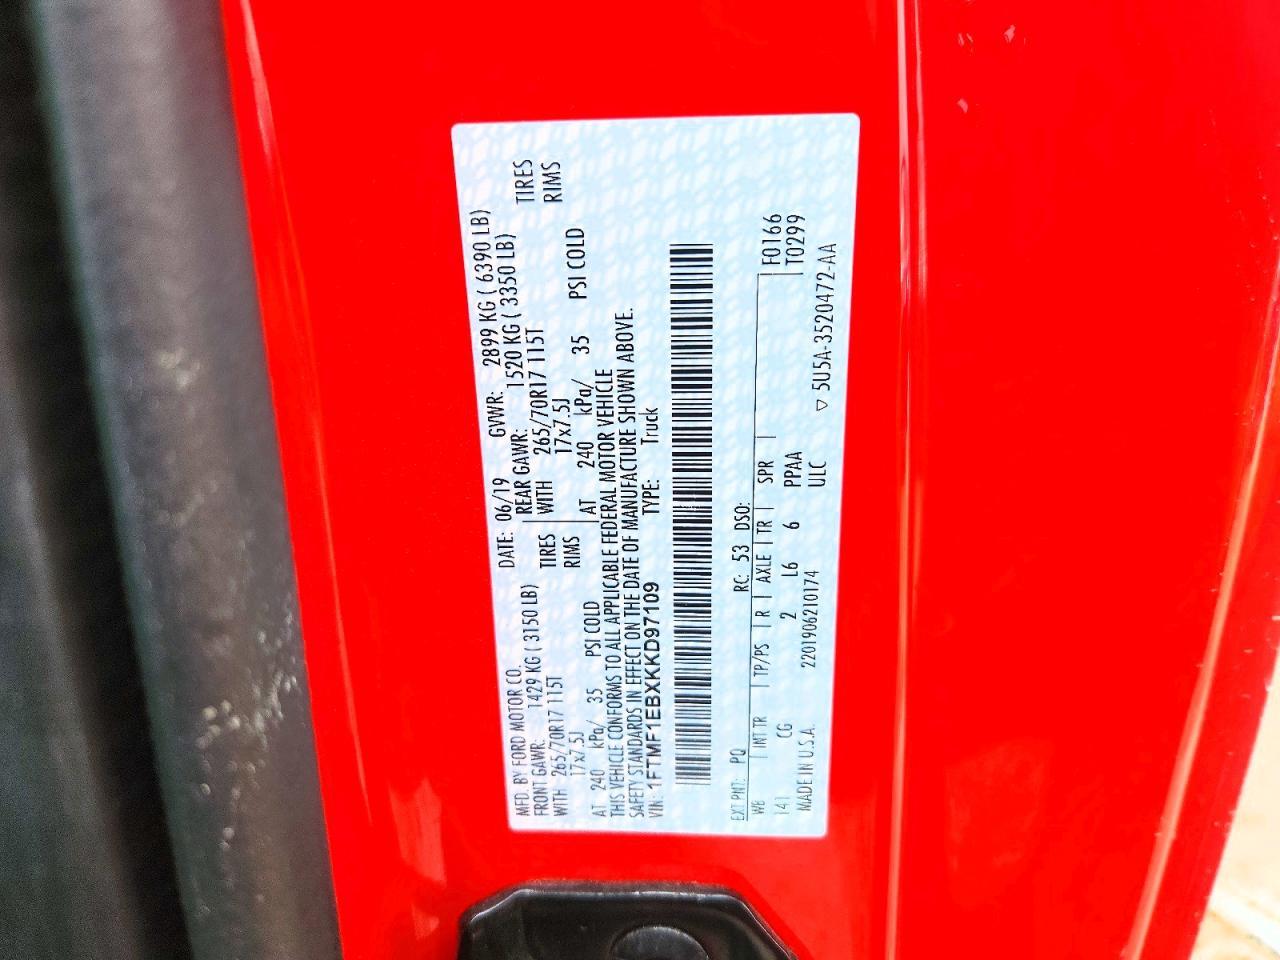 MFD. BY FORD MOTOR CO.
DATE: 06/19 GVWR: 2899 KG ( 6390 LB)
FRONT GAWR: 1429 KG ( 3150 LB) REAR GAWR: 1520 KG ( 3350 LB)
WITH 265/70R17 115T TIRES WITH 265/70R17 115T TIRES
17x7.5J RIMS 17x7.5J RIMS
AT 240 kPa/ 35 PSI COLD AT 240 kPa/ 35 PSI COLD
THIS VEHICLE CONFORMS TO ALL APPLICABLE FEDERAL MOTOR VEHICLE
SAFETY STANDARDS IN EFFECT ON THE DATE OF MANUFACTURE SHOWN ABOVE.
VIN: 1FTMF1EBXKKD97109 TYPE: Truck
EXT PNT: PQ RC: 53 DSO:
WB INT TR TP/PS R AXLE TR SPR F0166
141 CG 2 L6 6 PPAA T0299
MADE IN U.S.A. 2201906210174 ULC
▽ 5U5A-3520472-AA